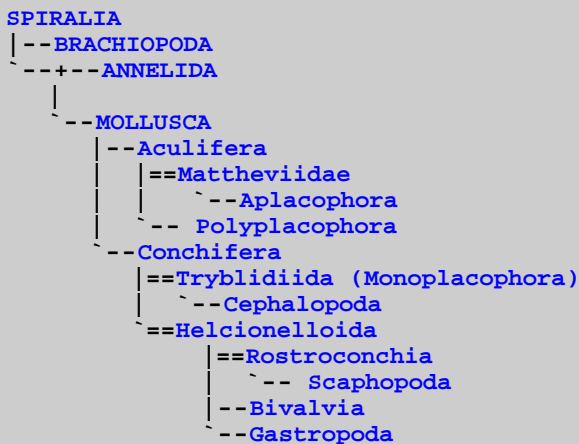 SPIRALIA
|--BRACHIOPODA
`--+--ANNELIDA
   |
   `--MOLLUSCA
      |--Aculifera
      |  |==Mattheviidae
      |  |  `--Aplacophora
      |  `-- Polyplacophora
      `--Conchifera
         |==Tryblidiida (Monoplacophora)
         |  `--Cephalopoda
         `==Helcionelloida
              |==Rostroconchia
              |  `-- Scaphopoda
              |--Bivalvia
              `--Gastropoda